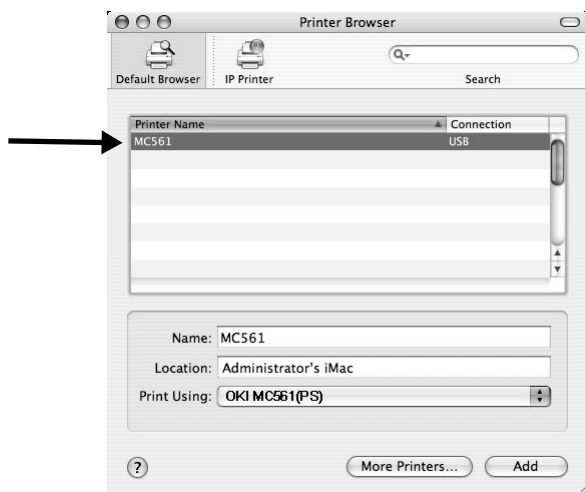 Printer Browser
Default Browser IP Printer Search
Printer Name Connection
MC561 USB
Name: MC561
Location: Administrator's iMac
Print Using: OKI MC561(PS)
? More Printers... Add